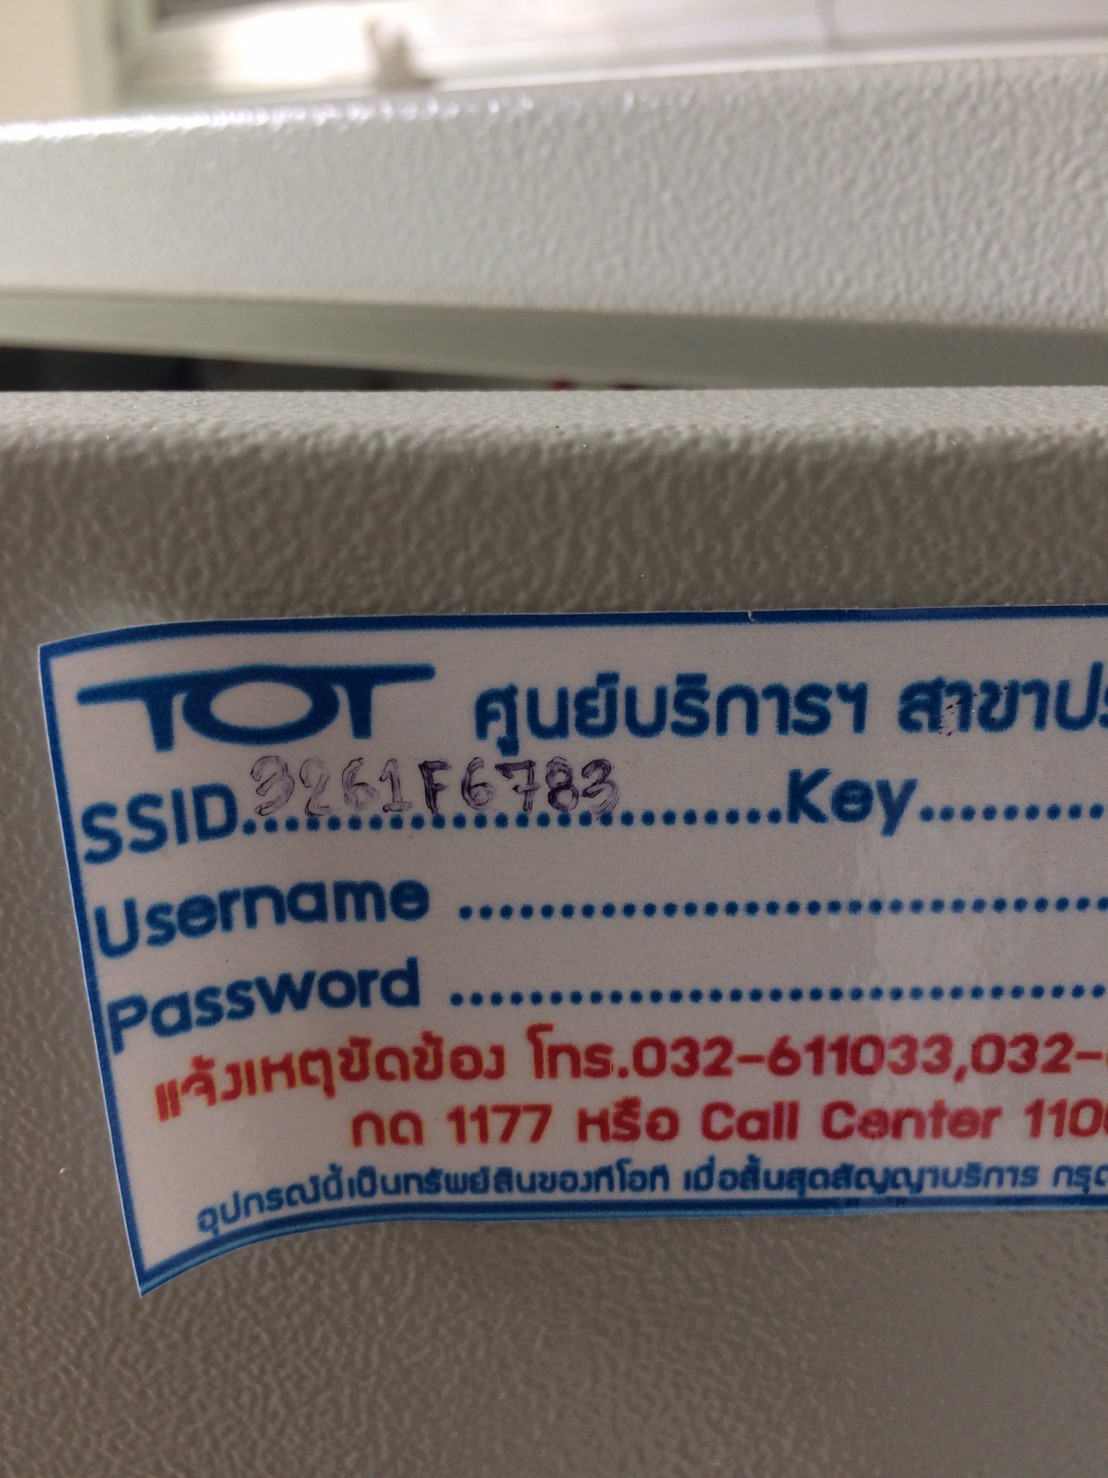 TOT ศูนย์บริการฯ สาขาปร
SSID 3261F6783 Key
Username
Password
แจ้งเหตุขัดข้อง โทร.032-611033,032-
กด 1177 หรือ Call Center 110
อุปกรณ์นี้เป็นทรัพย์สินของทีโอที เมื่อสิ้นสุดสัญญาบริการ กรุ